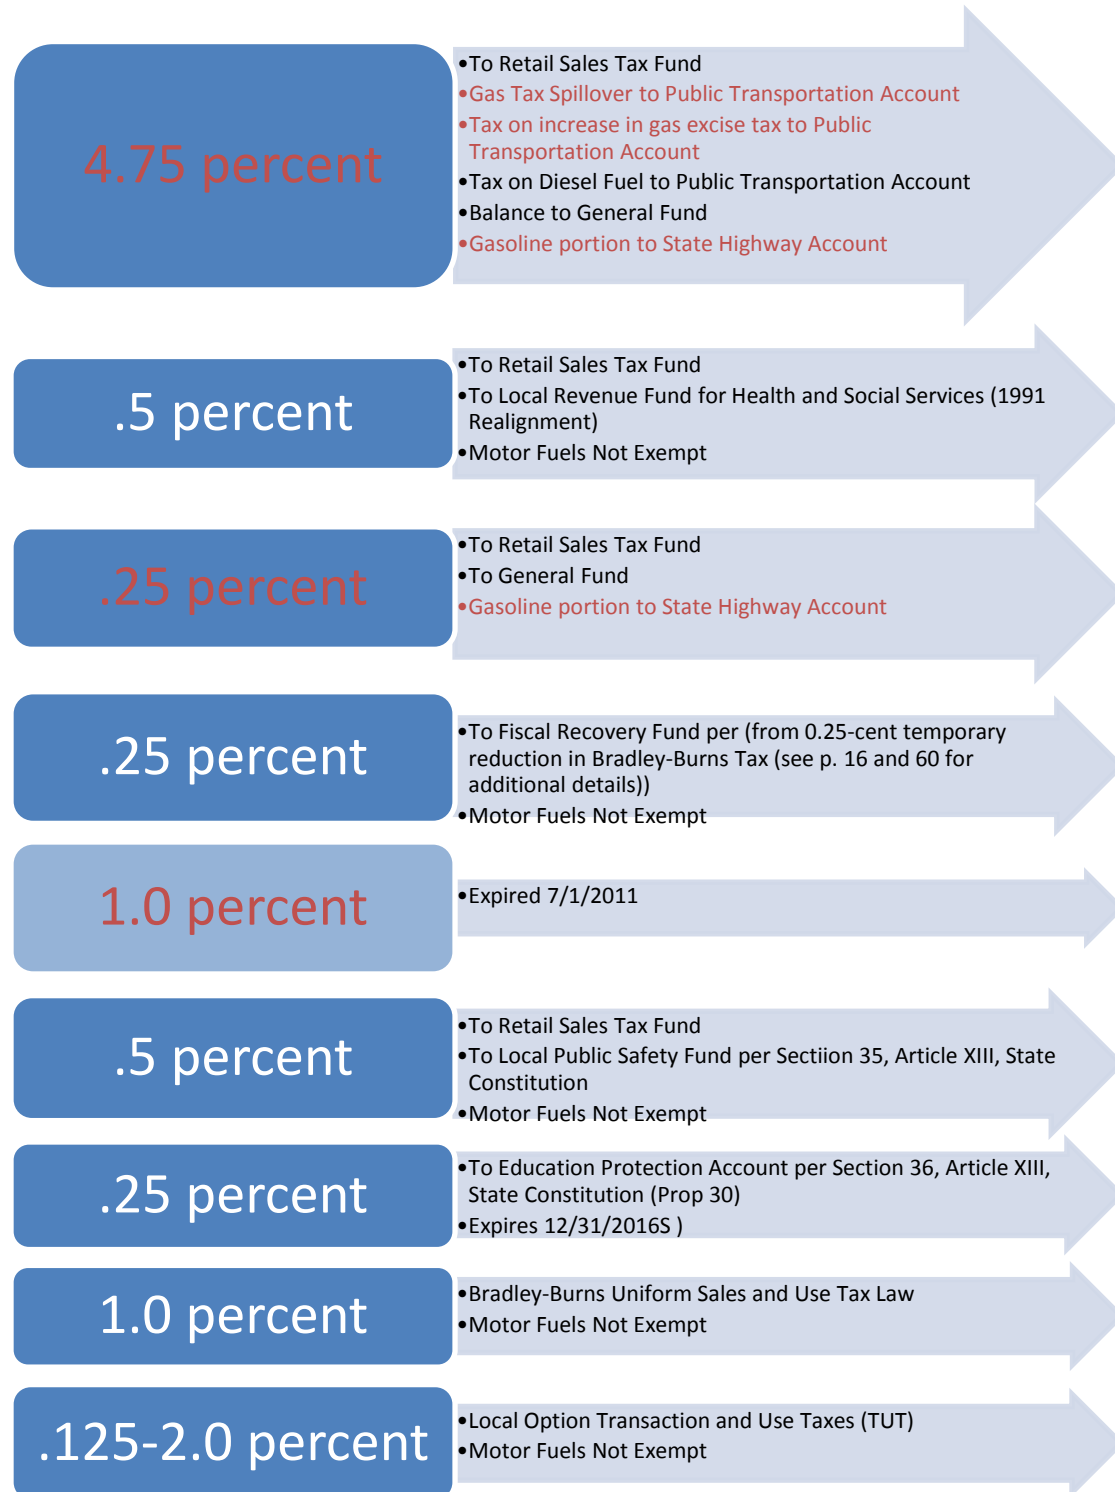 4.75 percent
•To Retail Sales Tax Fund
•Gas Tax Spillover to Public Transportation Account
•Tax on increase in gas excise tax to Public
Transportation Account
•Tax on Diesel Fuel to Public Transportation Account
•Balance to General Fund
•Gasoline portion to State Highway Account
.5 percent
•To Retail Sales Tax Fund
•To Local Revenue Fund for Health and Social Services (1991
Realignment)
•Motor Fuels Not Exempt
.25 percent
•To Retail Sales Tax Fund
•To General Fund
•Gasoline portion to State Highway Account
.25 percent
•To Fiscal Recovery Fund per (from 0.25-cent temporary
reduction in Bradley-Burns Tax (see p. 16 and 60 for
additional details))
•Motor Fuels Not Exempt
1.0 percent
•Expired 7/1/2011
.5 percent
•To Retail Sales Tax Fund
•To Local Public Safety Fund per Sectiion 35, Article XIII, State
Constitution
•Motor Fuels Not Exempt
.25 percent
•To Education Protection Account per Section 36, Article XIII,
State Constitution (Prop 30)
•Expires 12/31/2016S )
1.0 percent
•Bradley-Burns Uniform Sales and Use Tax Law
•Motor Fuels Not Exempt
.125-2.0 percent
•Local Option Transaction and Use Taxes (TUT)
•Motor Fuels Not Exempt